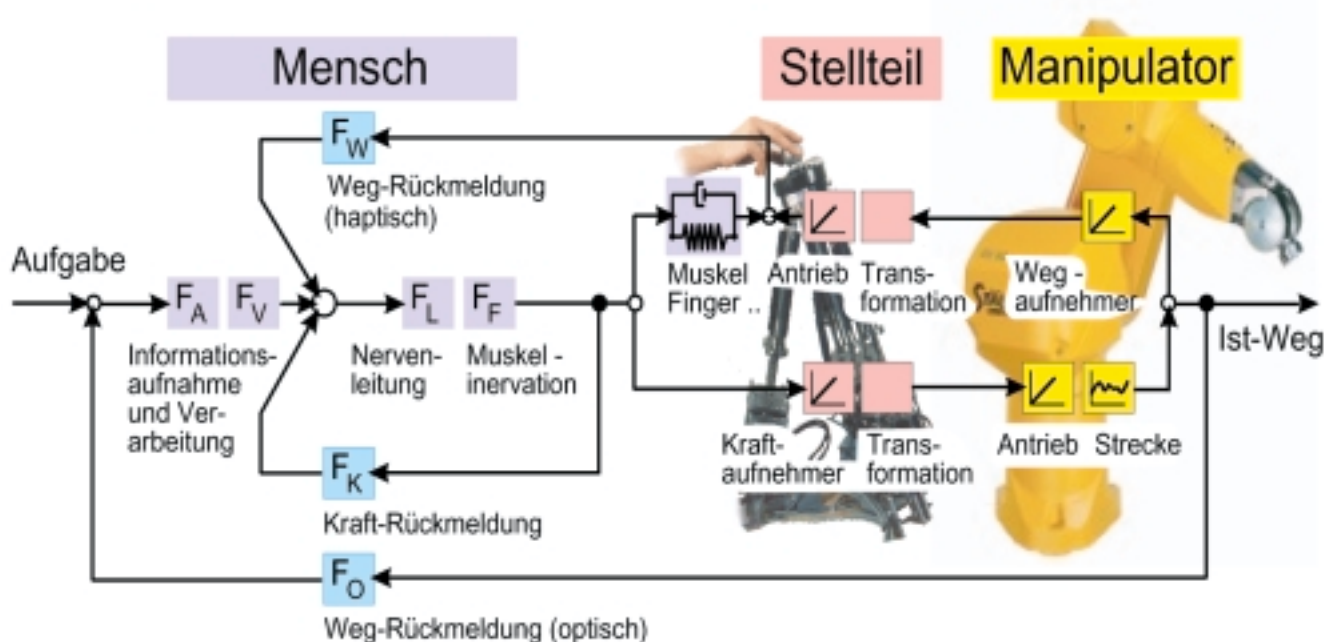 Mensch
Stellteil
Manipulator
F_W
Weg-Rückmeldung
(haptisch)
Aufgabe
F_A
F_V
Informations-
aufnahme
und Ver-
arbeitung
F_L
F_F
Nerven-
leitung
Muskel -
inervation
Muskel
Finger ..
Antrieb
Trans-
formation
Weg -
aufnehmer
Ist-Weg
Kraft-
aufnehmer
Trans-
formation
Antrieb
Strecke
F_K
Kraft-Rückmeldung
F_O
Weg-Rückmeldung (optisch)